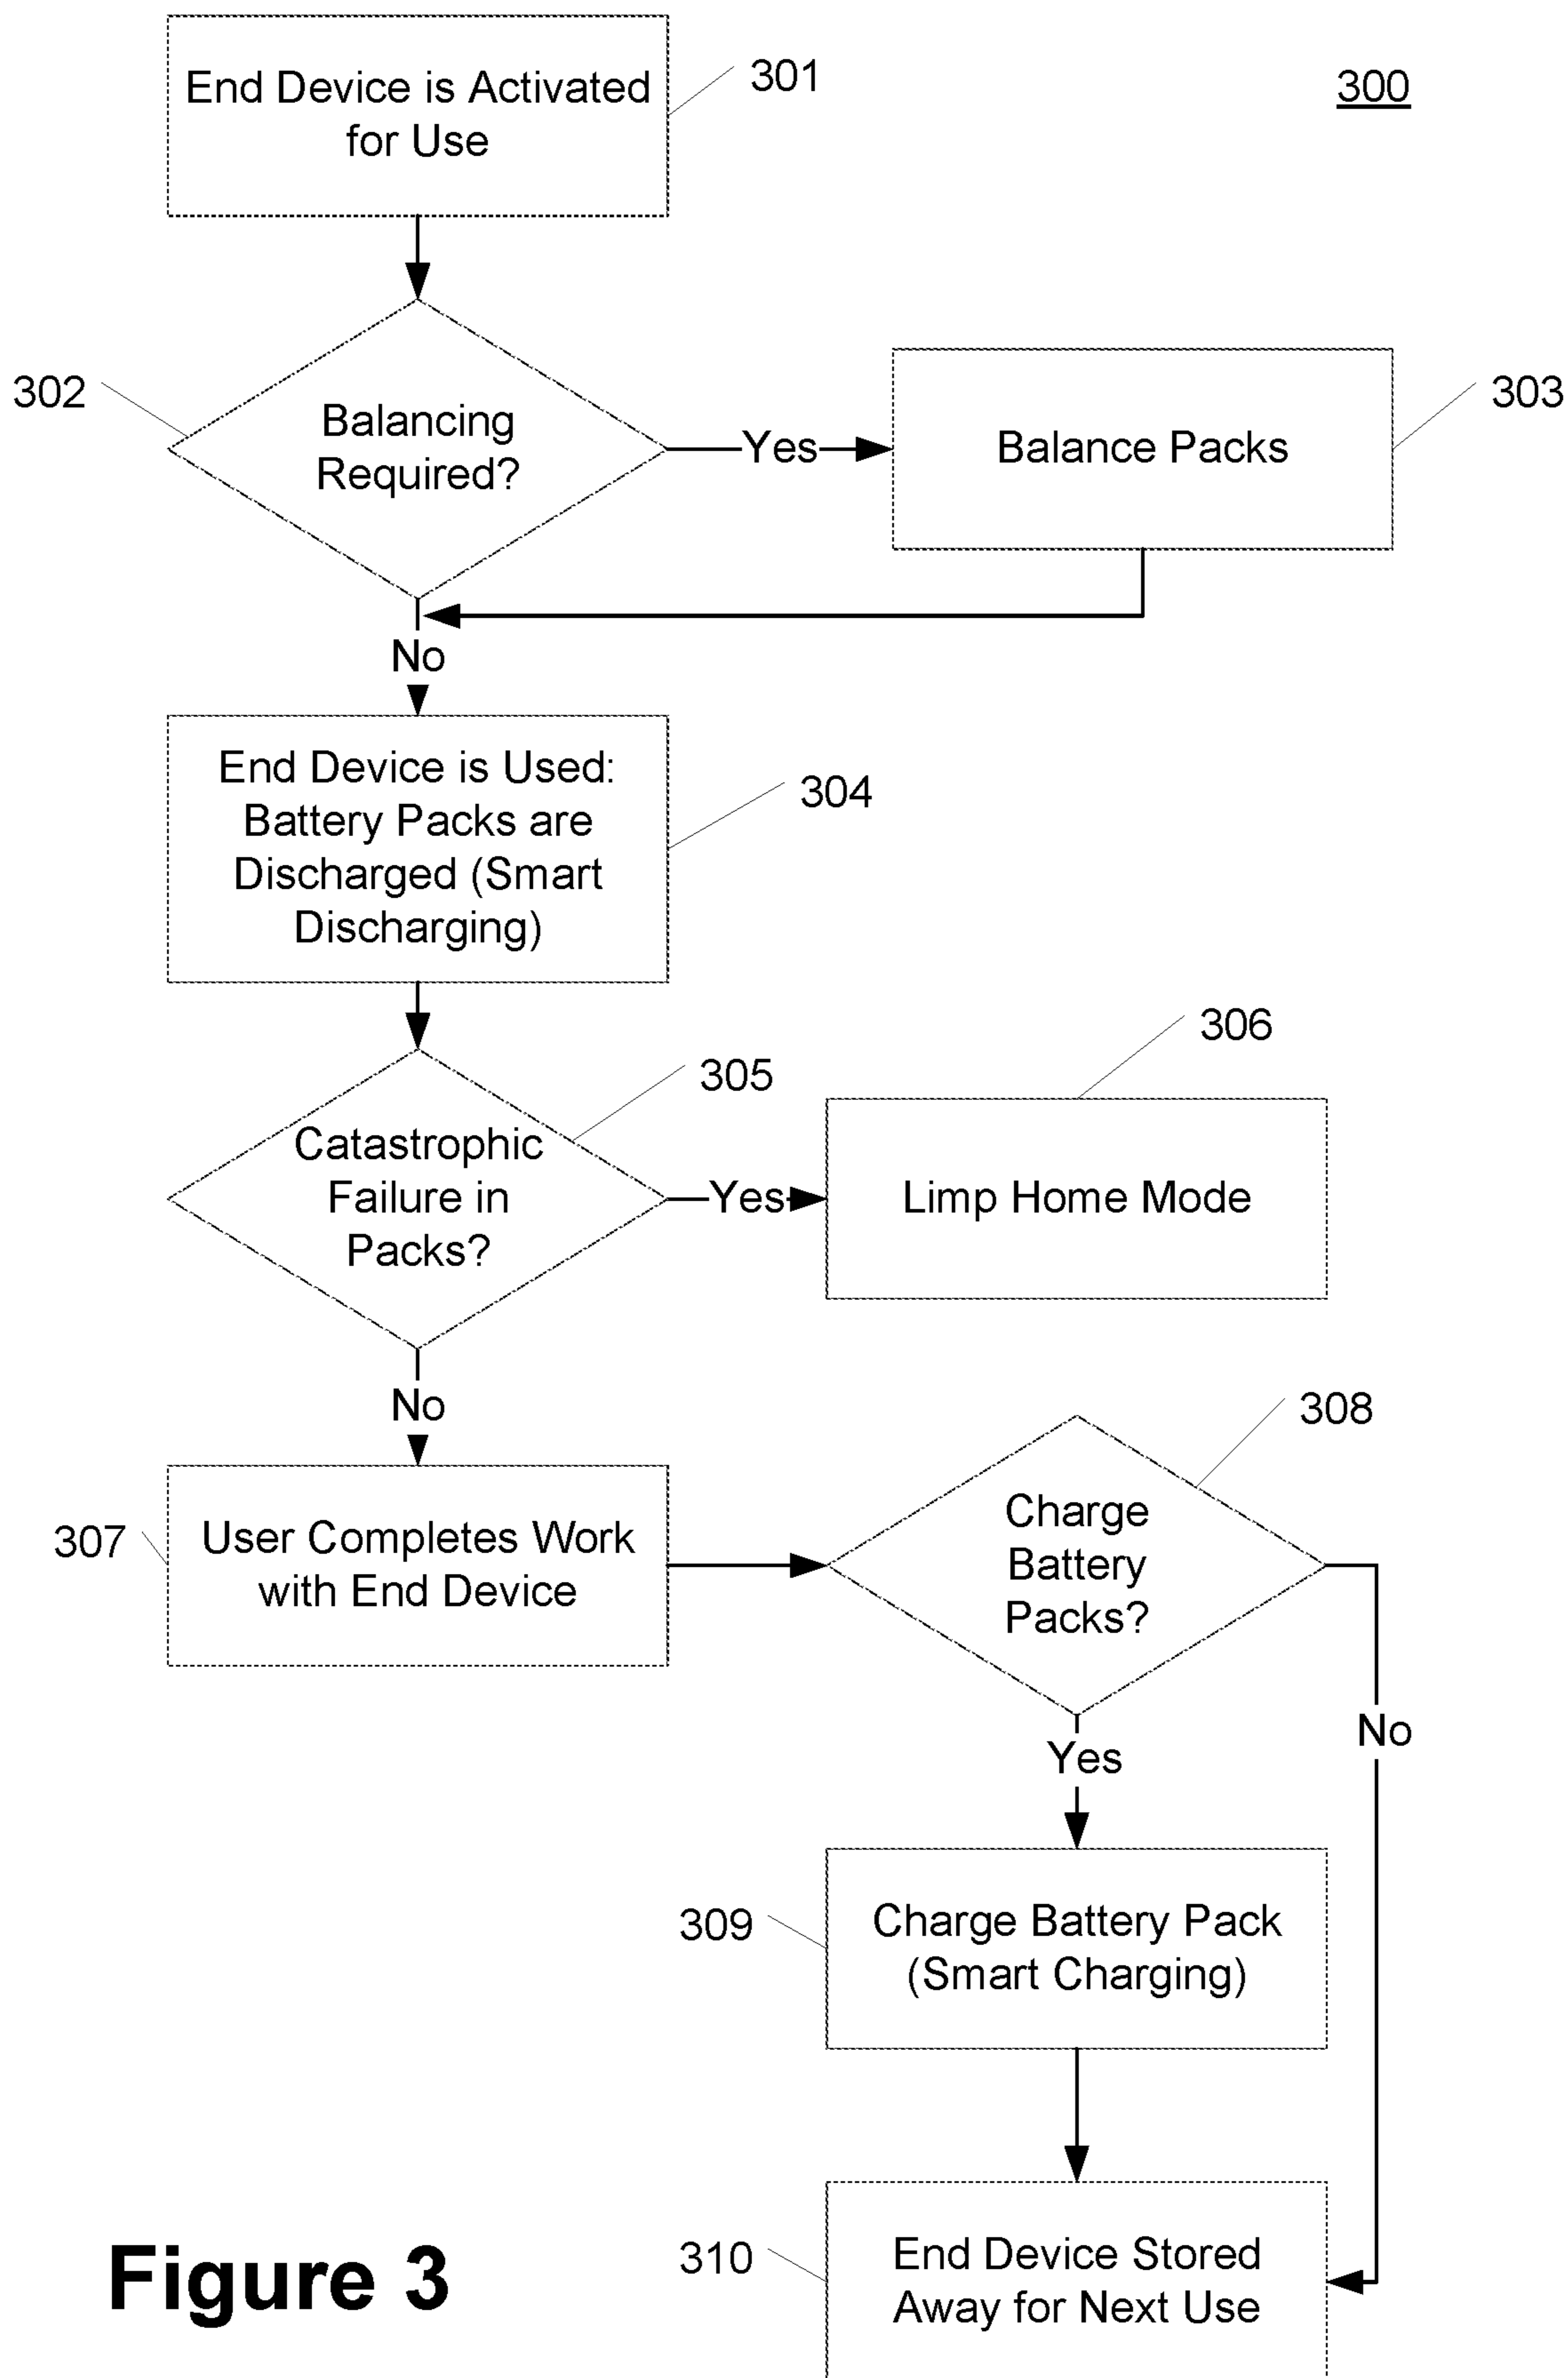 End Device is Activated
for Use
301
300
302
Balancing
Required?
Yes
Balance Packs
303
No
End Device is Used:
Battery Packs are
Discharged (Smart
Discharging)
304
305
Catastrophic
Failure in
Packs?
Yes
306
Limp Home Mode
No
307
User Completes Work
with End Device
308
Charge
Battery
Packs?
No
Yes
309
Charge Battery Pack
(Smart Charging)
310
End Device Stored
Away for Next Use
Figure 3